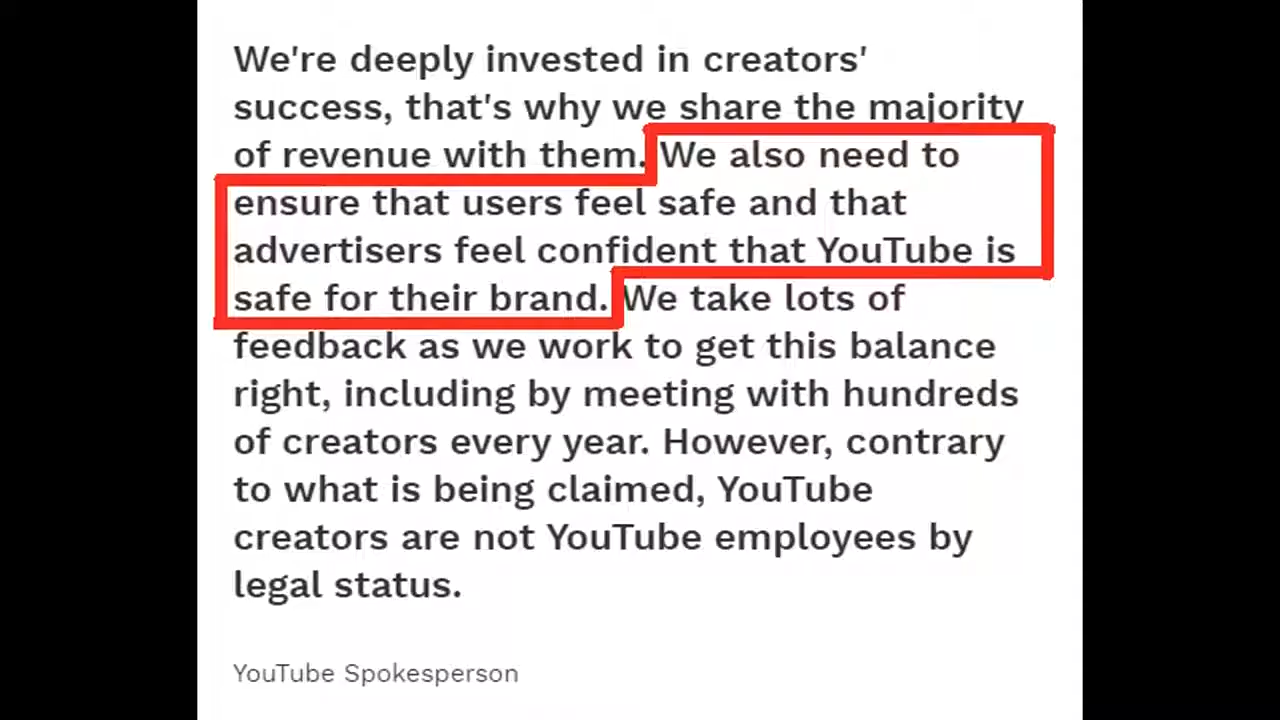 We're deeply invested in creators'
success, that's why we share the majority
of revenue with them. We also need to
ensure that users feel safe and that
advertisers feel confident that YouTube is
safe for their brand. We take lots of
feedback as we work to get this balance
right, including by meeting with hundreds
of creators every year. However, contrary
to what is being claimed, YouTube
creators are not YouTube employees by
legal status.
YouTube Spokesperson